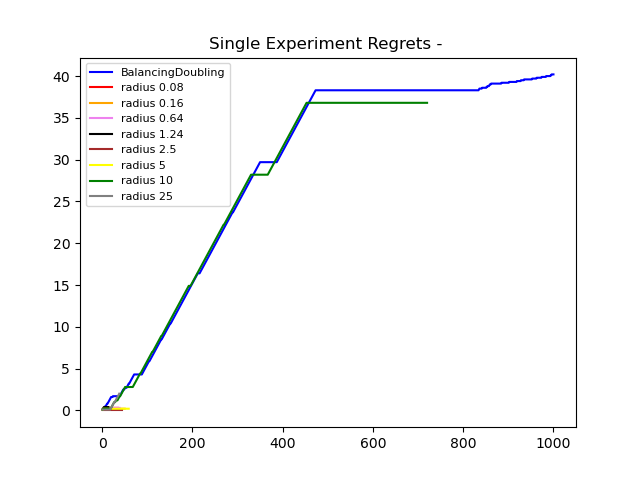 Single Experiment Regrets -
BalancingDoubling
radius 0.08
radius 0.16
radius 0.64
radius 1.24
radius 2.5
radius 5
radius 10
radius 25
40
35
30
25
20
15
10
5
0
0 200 400 600 800 1000